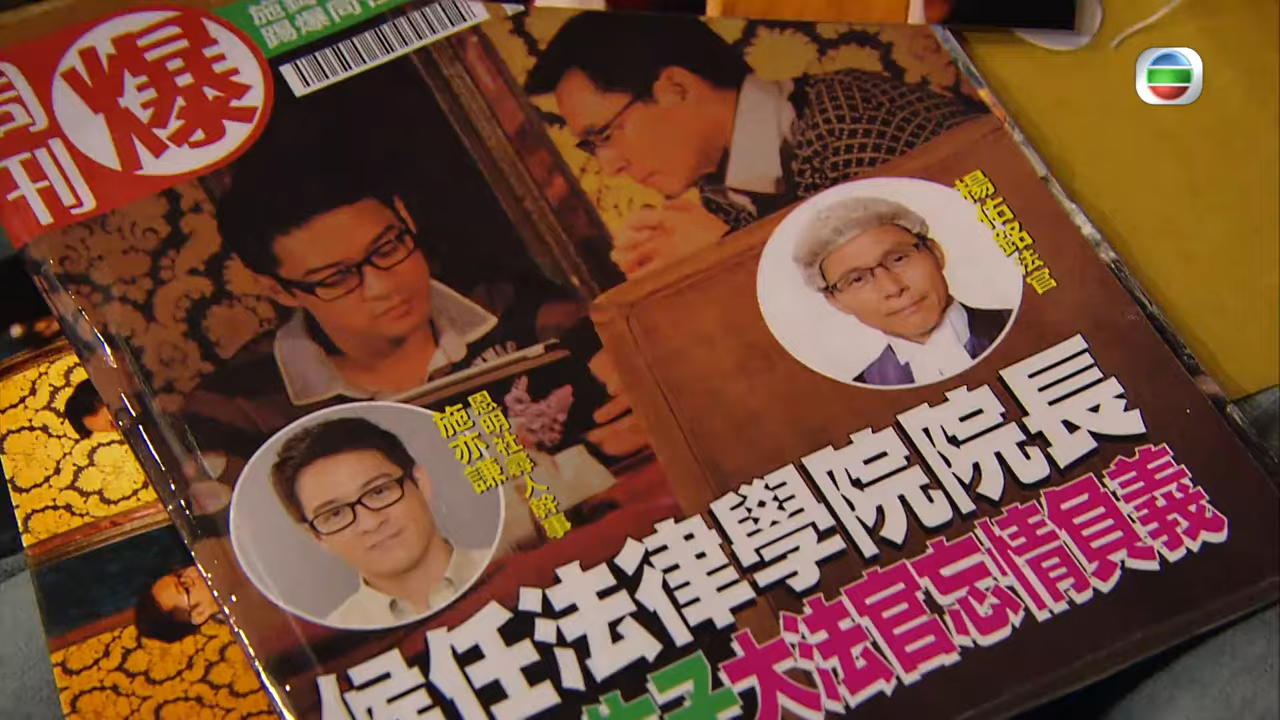 周刊
爆
楊佑銘法官
恩明社尋人幹事
施亦謙
候任法律學院院長
大法官忘情負義